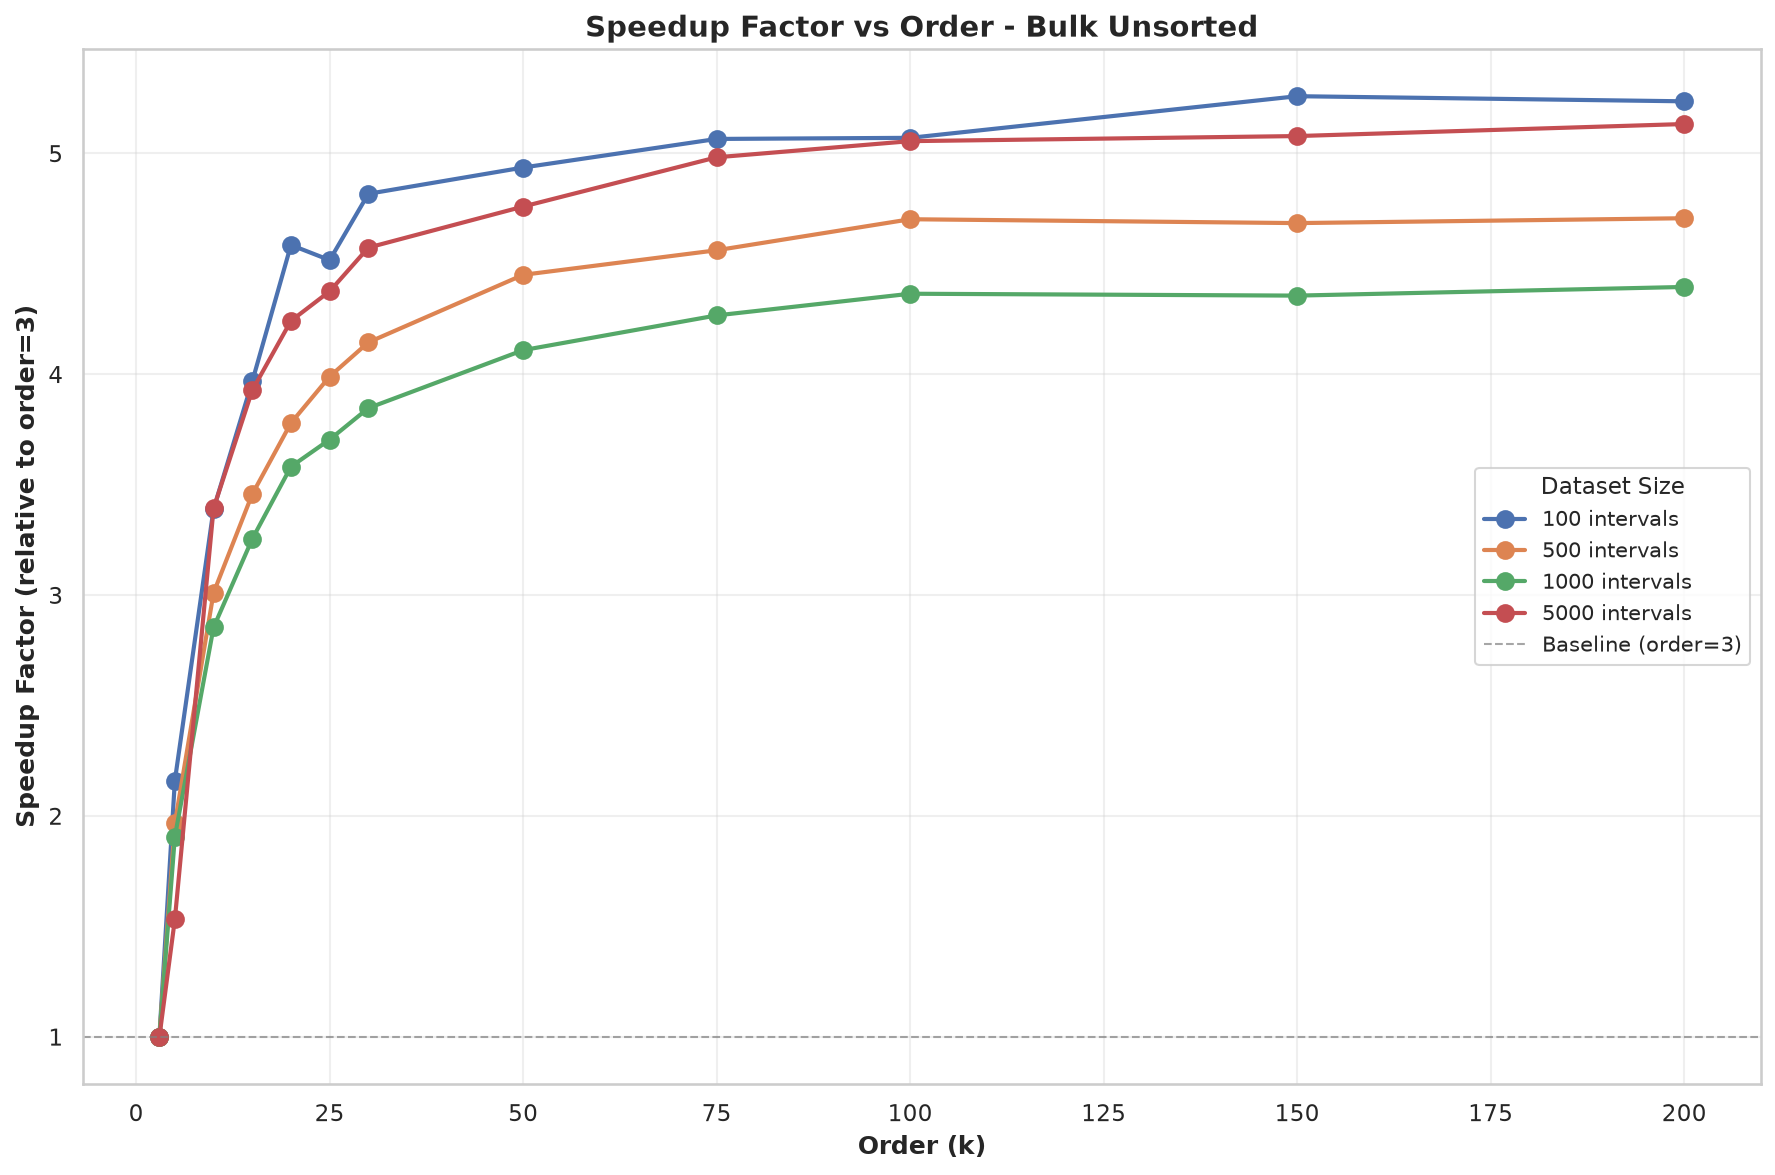 Speedup Factor vs Order - Bulk Unsorted
Speedup Factor (relative to order=3)
5
4
3
2
1
Dataset Size
100 intervals
500 intervals
1000 intervals
5000 intervals
Baseline (order=3)
0 25 50 75 100 125 150 175 200
Order (k)